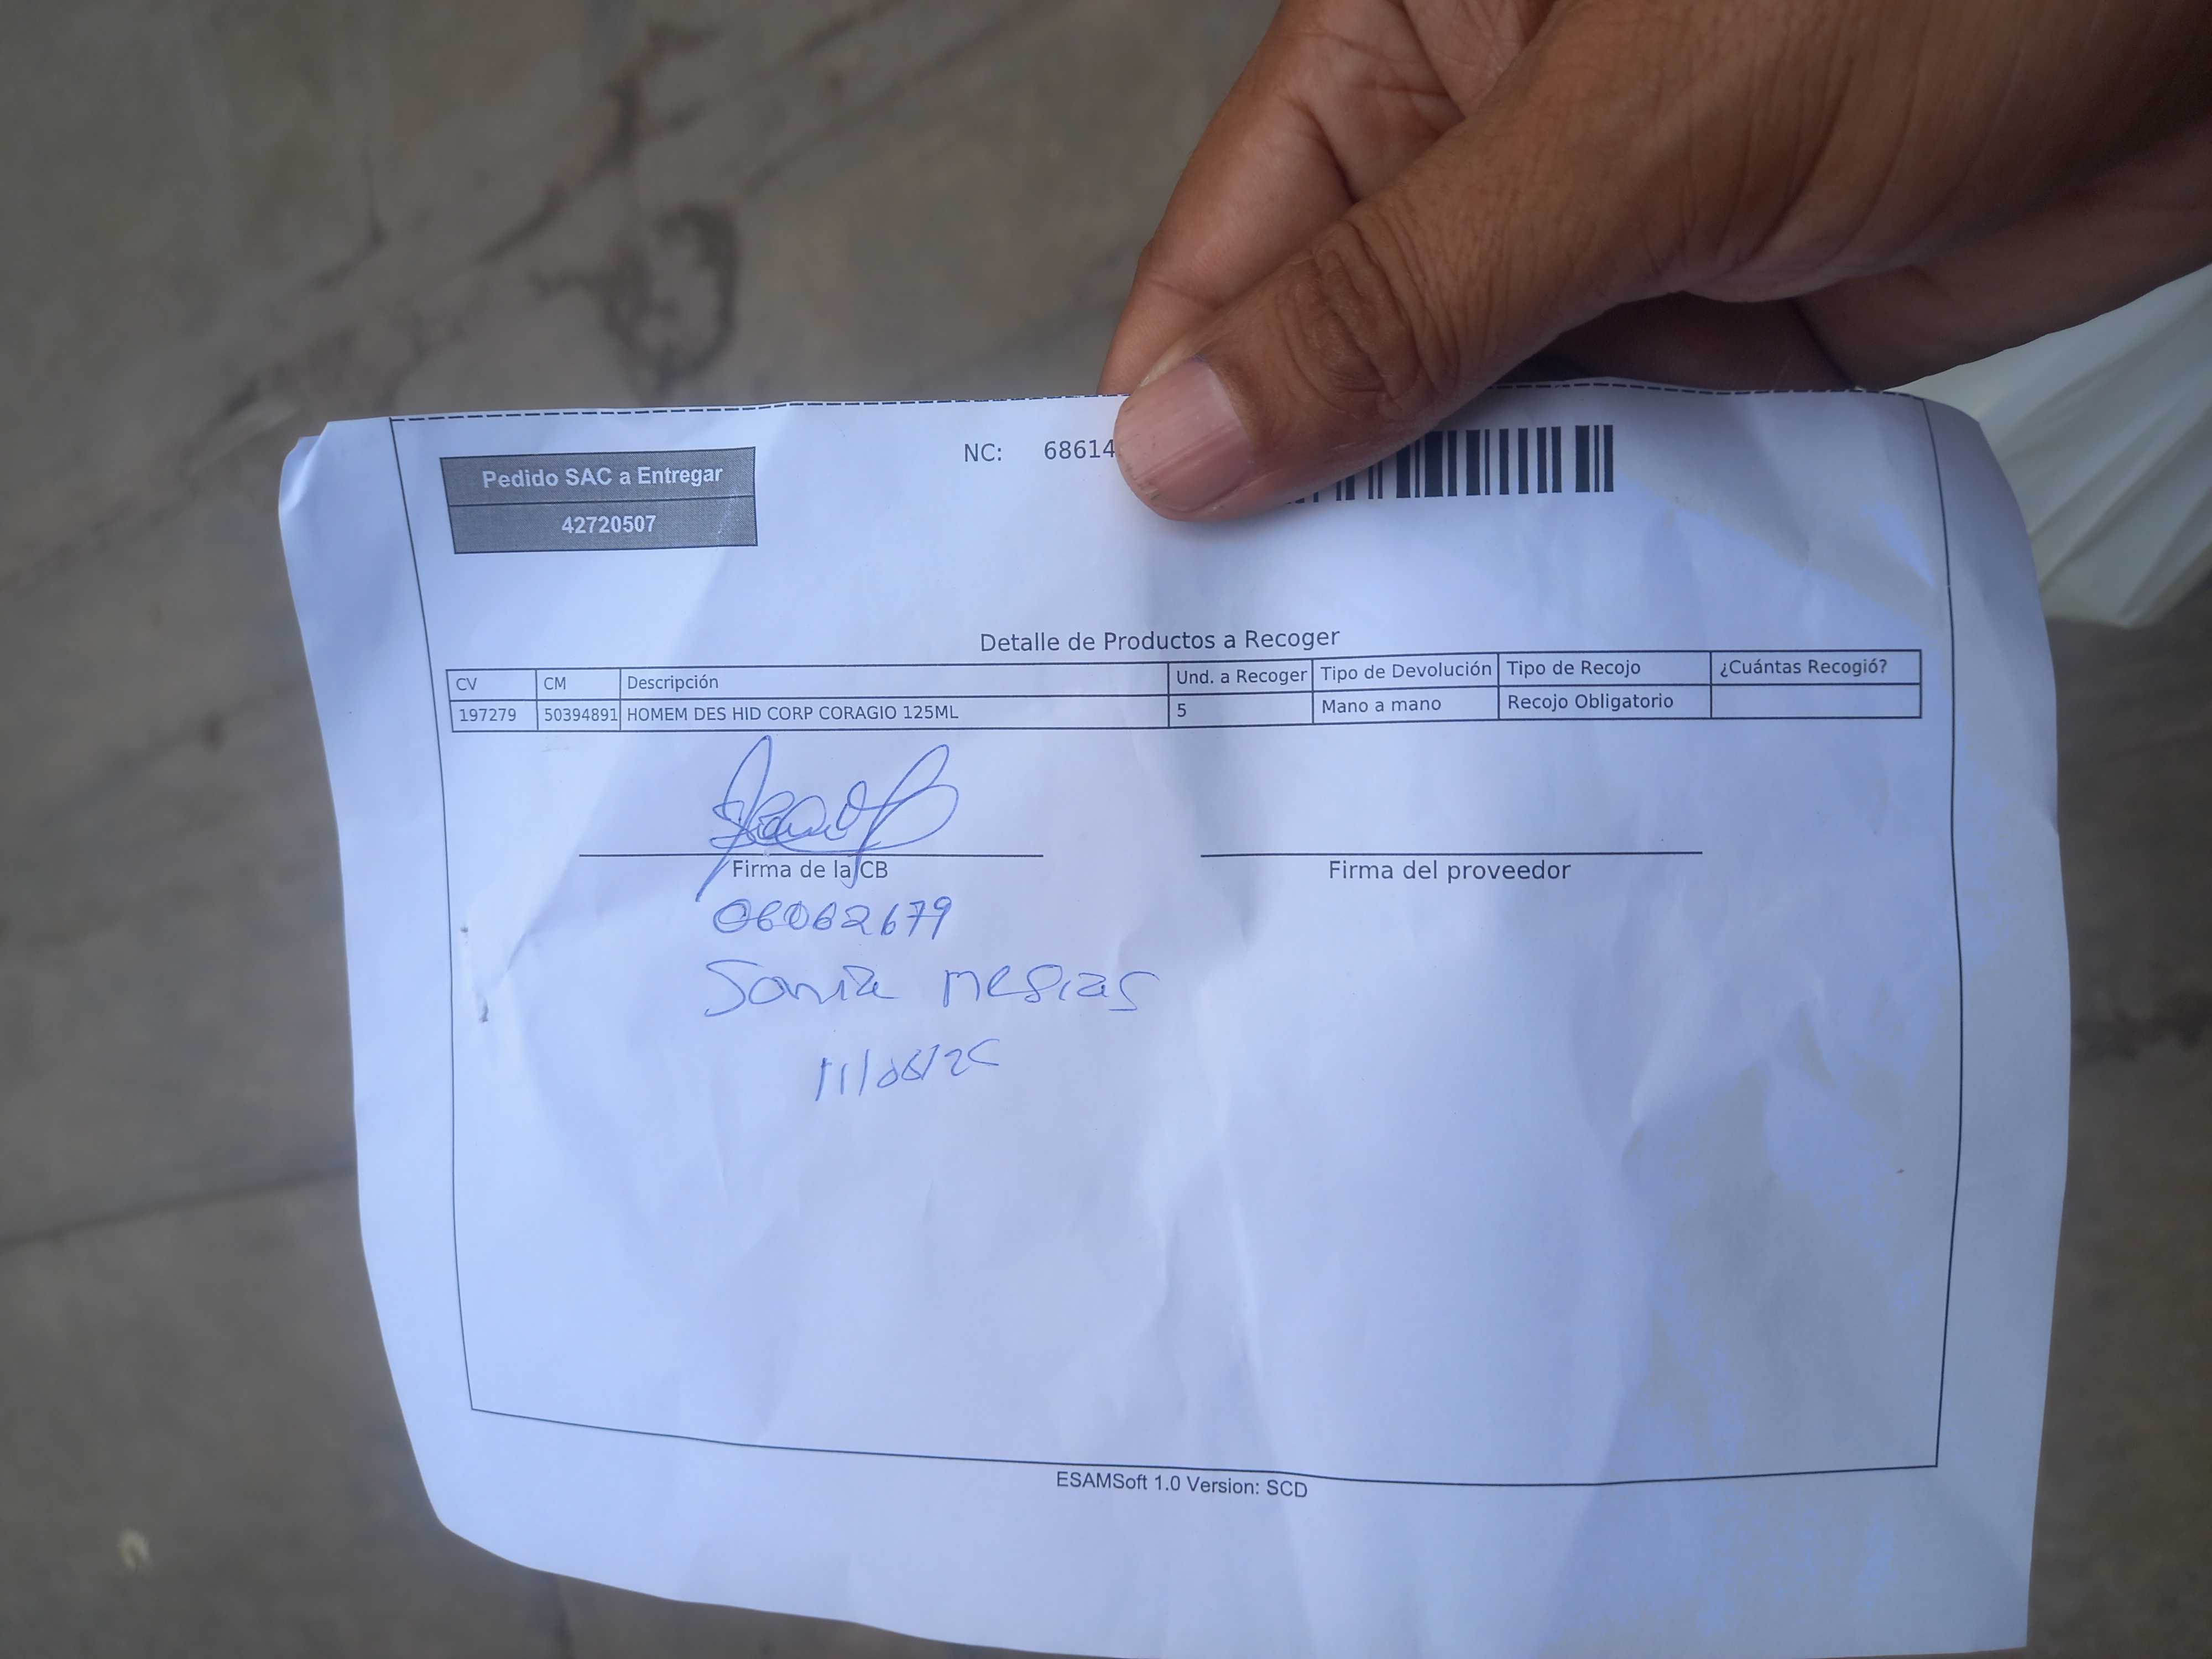 Pedido SAC a Entregar
42720507
NC: 68614
Detalle de Productos a Recoger
CV CM Descripción Und. a Recoger Tipo de Devolución Tipo de Recojo ¿Cuántas Recogió?
197279 50394891 HOMEM DES HID CORP CORAGIO 125ML 5 Mano a mano Recojo Obligatorio
Firma de la CB Firma del proveedor
06062679
Sonia Mesias
11/06/25
ESAMSoft 1.0 Version: SCD